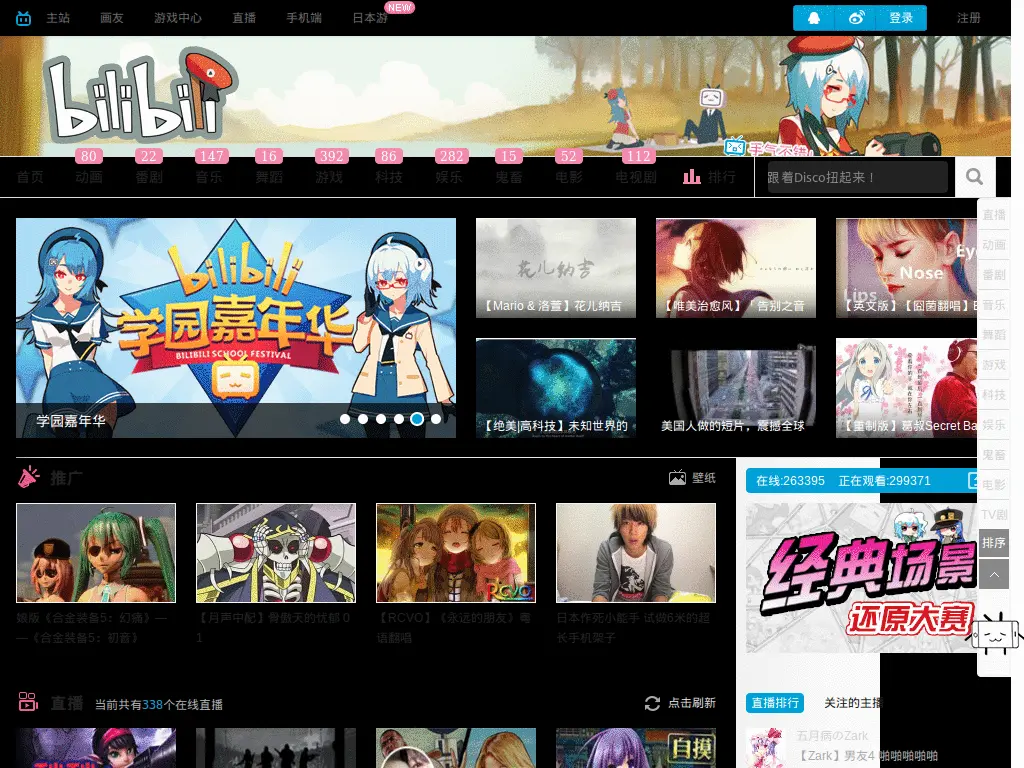 主站 画友 游戏中心 直播 手机端 日本游 NEW 登录 注册
bilibili
手气不错
80 22 147 16 392 86 282 15 52 112
首页 动画 番剧 音乐 舞蹈 游戏 科技 娱乐 鬼畜 电影 电视剧 排行 跟着Disco扭起来！
直播
动画
番剧
音乐
舞蹈
游戏
科技
娱乐
鬼畜
电影
TV剧
排序
bilibili
学园嘉年华
BILIBILI SCHOOL FESTIVAL
学园嘉年华
花儿纳吉
【Mario & 洛萱】花儿纳吉
【唯美治愈风】「告别之音
Eye
Nose
Lips
【英文版】【囧菌翻唱】E
【绝美|高科技】未知世界的
美国人做的短片，震撼全球
【重制版】葛叔Secret Ba
推广 壁纸
RCVO
娘版《合金装备5：幻痛》—
—《合金装备5：初音》
【月声中配】骨傲天的忧郁 0
1
【RCVO】《永远的朋友》粤
语翻唱
日本作死小能手 试做6米的超
长手机架子
在线:263395 正在观看:299371
经典场景
还原大赛
直播 当前共有338个在线直播 点击刷新
直播排行 关注的主播
五月病のZark
【Zark】男友4 啪啪啪啪啪
自摸